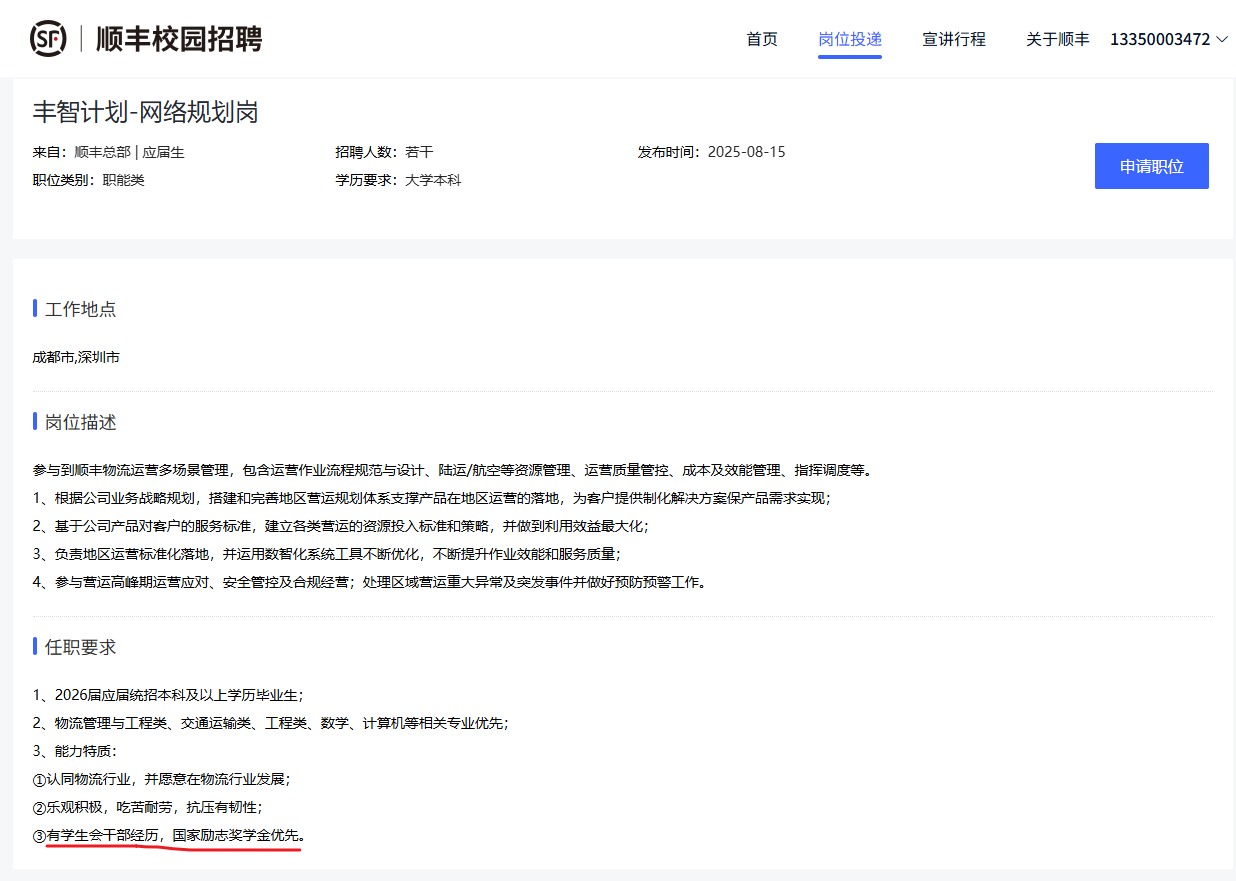 SF 顺丰校园招聘
首页 岗位投递 宣讲行程 关于顺丰 13350003472
丰智计划-网络规划岗
来自：顺丰总部 | 应届生 招聘人数：若干 发布时间：2025-08-15
职位类别：职能类 学历要求：大学本科
申请职位
工作地点
成都市,深圳市
岗位描述
参与到顺丰物流运营多场景管理，包含运营作业流程规范与设计、陆运/航空等资源管理、运营质量管控、成本及效能管理、指挥调度等。
1、根据公司业务战略规划，搭建和完善地区营运规划体系支撑产品在地区运营的落地，为客户提供制化解决方案保产品需求实现；
2、基于公司产品对客户的服务标准，建立各类营运的资源投入标准和策略，并做到利用效益最大化；
3、负责地区运营标准化落地，并运用数智化系统工具不断优化，不断提升作业效能和服务质量；
4、参与营运高峰期运营应对、安全管控及合规经营；处理区域营运重大异常及突发事件并做好预防预警工作。
任职要求
1、2026届应届统招本科及以上学历毕业生；
2、物流管理与工程类、交通运输类、工程类、数学、计算机等相关专业优先；
3、能力特质：
①认同物流行业，并愿意在物流行业发展；
②乐观积极，吃苦耐劳，抗压有韧性；
③有学生会干部经历，国家励志奖学金优先。